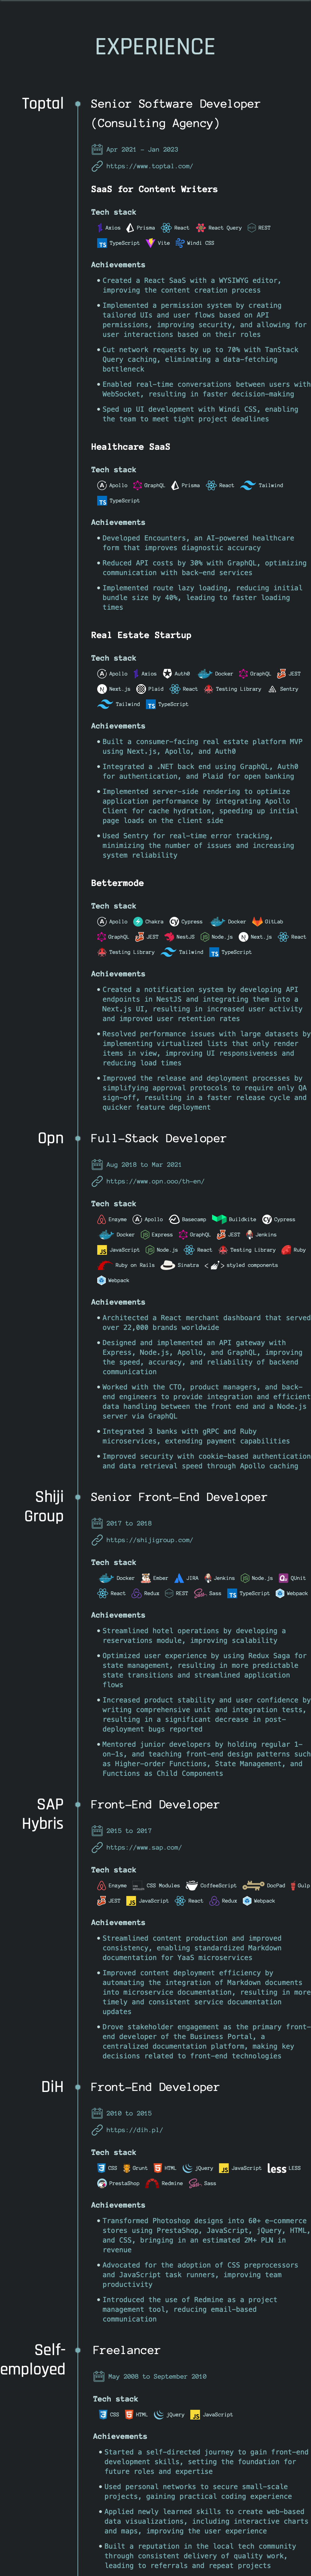 EXPERIENCE
Toptal
Senior Software Developer
(Consulting Agency)
Apr 2021 – Jan 2023
https://www.toptal.com/
SaaS for Content Writers
Tech stack
Axios Prisma React React Query REST
TypeScript Vite Windi CSS
Achievements
Created a React SaaS with a WYSIWYG editor,
improving the content creation process
Implemented a permission system by creating
tailored UIs and user flows based on API
permissions, improving security, and allowing for
user interactions based on their roles
Cut network requests by up to 70% with TanStack
Query caching, eliminating a data-fetching
bottleneck
Enabled real-time conversations between users with
WebSocket, resulting in faster decision-making
Sped up UI development with Windi CSS, enabling
the team to meet tight project deadlines
Healthcare SaaS
Tech stack
Apollo GraphQL Prisma React Tailwind
TypeScript
Achievements
Developed Encounters, an AI-powered healthcare
form that improves diagnostic accuracy
Reduced API costs by 30% with GraphQL, optimizing
communication with back-end services
Implemented route lazy loading, reducing initial
bundle size by 40%, leading to faster loading
times
Real Estate Startup
Tech stack
Apollo Axios Auth0 Docker GraphQL JEST
Next.js Plaid React Testing Library Sentry
Tailwind TypeScript
Achievements
Built a consumer-facing real estate platform MVP
using Next.js, Apollo, and Auth0
Integrated a .NET back end using GraphQL, Auth0
for authentication, and Plaid for open banking
Implemented server-side rendering to optimize
application performance by integrating Apollo
Client for cache hydration, speeding up initial
page loads on the client side
Used Sentry for real-time error tracking,
minimizing the number of issues and increasing
system reliability
Bettermode
Tech stack
Apollo Chakra Cypress Docker GitLab
GraphQL JEST NestJS Node.js Next.js React
Testing Library Tailwind TypeScript
Achievements
Created a notification system by developing API
endpoints in NestJS and integrating them into a
Next.js UI, resulting in increased user activity
and improved user retention rates
Resolved performance issues with large datasets by
implementing virtualized lists that only render
items in view, improving UI responsiveness and
reducing load times
Improved the release and deployment processes by
simplifying approval protocols to require only QA
sign-off, resulting in a faster release cycle and
quicker feature deployment
Opn
Full-Stack Developer
Aug 2018 to Mar 2021
https://www.opn.ooo/th-en/
Tech stack
Enzyme Apollo Basecamp Buildkite Cypress
Docker Express GraphQL JEST Jenkins
JavaScript Node.js React Testing Library Ruby
Ruby on Rails Sinatra styled components
Webpack
Achievements
Architected a React merchant dashboard that served
over 22,000 brands worldwide
Designed and implemented an API gateway with
Express, Node.js, Apollo, and GraphQL, improving
the speed, accuracy, and reliability of backend
communication
Worked with the CTO, product managers, and back-
end engineers to provide integration and efficient
data handling between the front end and a Node.js
server via GraphQL
Integrated 3 banks with gRPC and Ruby
microservices, extending payment capabilities
Improved security with cookie-based authentication
and data retrieval speed through Apollo caching
Shiji
Group
Senior Front-End Developer
2017 to 2018
https://shijigroup.com/
Tech stack
Docker Ember JIRA Jenkins Node.js QUnit
React Redux REST Sass TypeScript Webpack
Achievements
Streamlined hotel operations by developing a
reservations module, improving scalability
Optimized user experience by using Redux Saga for
state management, resulting in more predictable
state transitions and streamlined application
flows
Increased product stability and user confidence by
writing comprehensive unit and integration tests,
resulting in a significant decrease in post-
deployment bugs reported
Mentored junior developers by holding regular 1-
on-1s, and teaching front-end design patterns such
as Higher-order Functions, State Management, and
Functions as Child Components
SAP
Hybris
Front-End Developer
2015 to 2017
https://www.sap.com/
Tech stack
Enzyme CSS Modules CoffeeScript DocPad Gulp
JEST JavaScript React Redux Webpack
Achievements
Streamlined content production and improved
consistency, enabling standardized Markdown
documentation for YaaS microservices
Improved content deployment efficiency by
automating the integration of Markdown documents
into microservice documentation, resulting in more
timely and consistent service documentation
updates
Drove stakeholder engagement as the primary front-
end developer of the Business Portal, a
centralized documentation platform, making key
decisions related to front-end technologies
DiH
Front-End Developer
2010 to 2015
https://dih.pl/
Tech stack
CSS Grunt HTML jQuery JavaScript less LESS
PrestaShop Redmine Sass
Achievements
Transformed Photoshop designs into 60+ e-commerce
stores using PrestaShop, JavaScript, jQuery, HTML,
and CSS, bringing in an estimated 2M+ PLN in
revenue
Advocated for the adoption of CSS preprocessors
and JavaScript task runners, improving team
productivity
Introduced the use of Redmine as a project
management tool, reducing email-based
communication
Self-
employed
Freelancer
May 2008 to September 2010
Tech stack
CSS HTML jQuery JavaScript
Achievements
Started a self-directed journey to gain front-end
development skills, setting the foundation for
future roles and expertise
Used personal networks to secure small-scale
projects, gaining practical coding experience
Applied newly learned skills to create web-based
data visualizations, including interactive charts
and maps, improving the user experience
Built a reputation in the local tech community
through consistent delivery of quality work,
leading to referrals and repeat projects